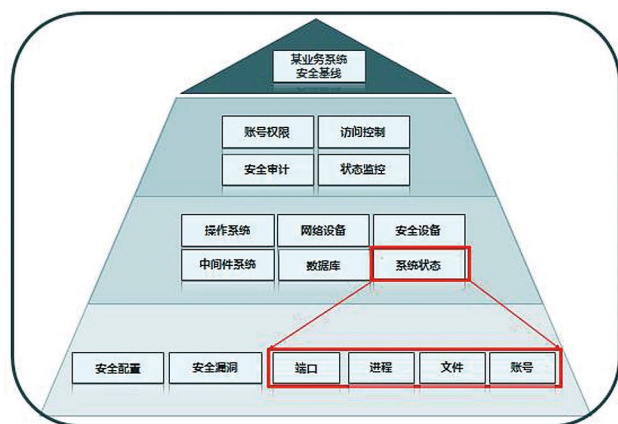 某业务系统
安全基线
账号权限
访问控制
安全审计
状态监控
操作系统
网络设备
安全设备
中间件系统
数据库
系统状态
安全配置
安全漏洞
端口
进程
文件
账号